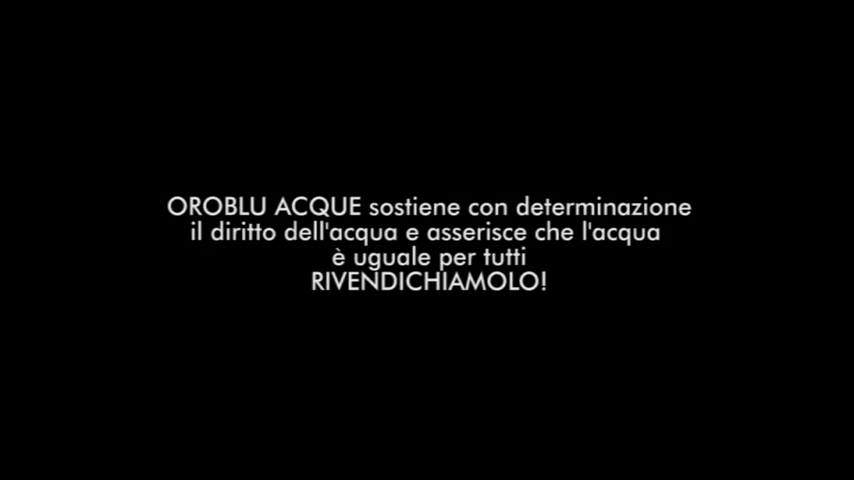 OROBLU ACQUE sostiene con determinazione
il diritto dell'acqua e asserisce che l'acqua
è uguale per tutti
RIVENDICHIAMOLO!